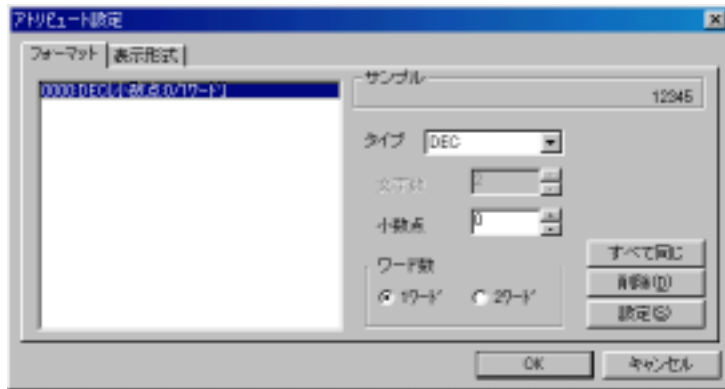 アトリビュート設定
フォーマット 表示形式
0000:DEC[小数点:0/1ワード]
サンプル
12345
タイプ DEC
文字数 2
小数点 0
ワード数
1ワード 2ワード
すべて同じ
削除(D)
設定(S)
OK キャンセル